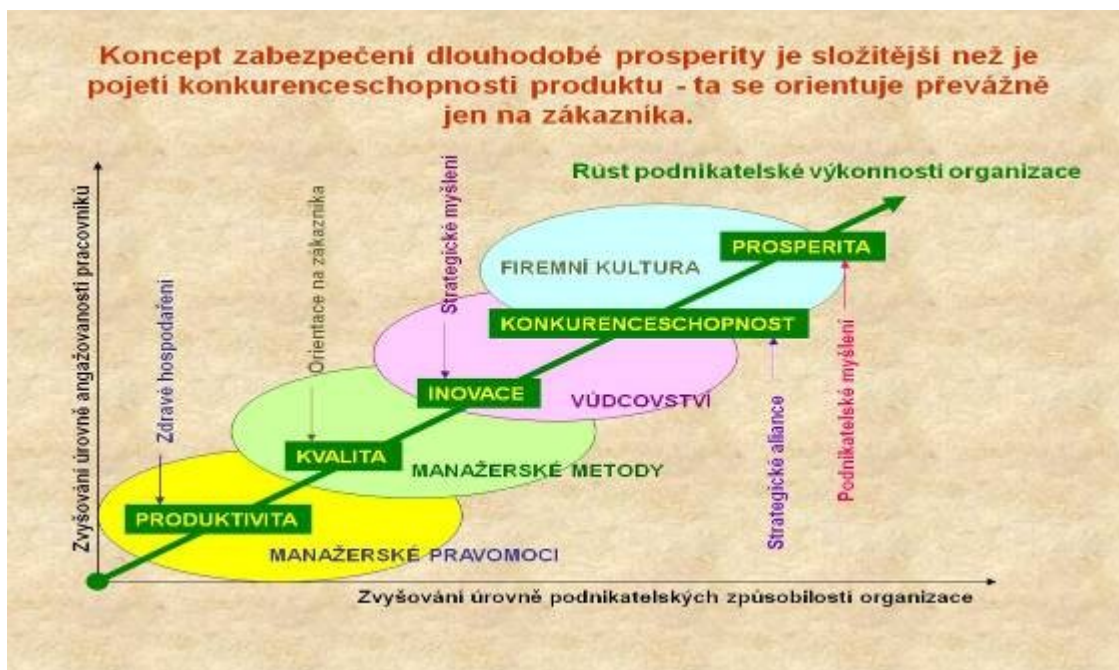 Koncept zabezpečení dlouhodobé prosperity je složitější než je
pojetí konkurenceschopnosti produktu - ta se orientuje převážně
jen na zákazníka.
Zvyšování úrovně angažovanosti pracovníků
Zdravé hospodaření
Orientace na zákazníka
Strategické myšlení
Růst podnikatelské výkonnosti organizace
PROSPERITA
FIREMNÍ KULTURA
KONKURENCESCHOPNOST
INOVACE
VŮDCOVSTVÍ
KVALITA
MANAŽERSKÉ METODY
PRODUKTIVITA
MANAŽERSKÉ PRAVOMOCI
Strategické aliance
Podnikatelské myšlení
Zvyšování úrovně podnikatelských způsobilostí organizace